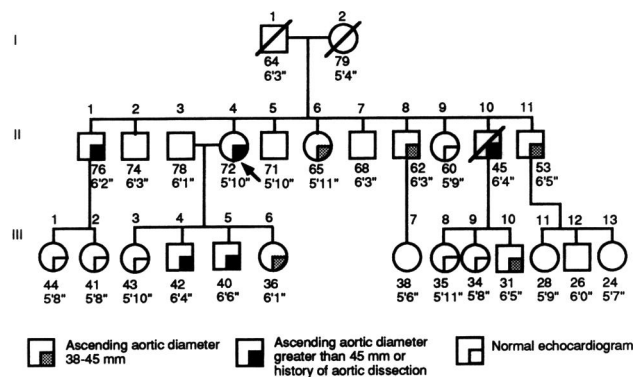 1 2
I
64 79
6'3" 5'4"
1 2 3 4 5 6 7 8 9 10 11
II
76 74 78 72 71 65 68 62 60 45 53
6'2" 6'3" 6'1" 5'10" 5'10" 5'11" 6'3" 6'3" 5'9" 6'4" 6'5"
1 2 3 4 5 6 7 8 9 10 11 12 13
III
44 41 43 42 40 36 38 35 34 31 28 26 24
5'8" 5'8" 5'10" 6'4" 6'6" 6'1" 5'6" 5'11" 5'8" 6'5" 5'9" 6'0" 5'7"
Ascending aortic diameter
38-45 mm
Ascending aortic diameter
greater than 45 mm or
history of aortic dissection
Normal echocardiogram